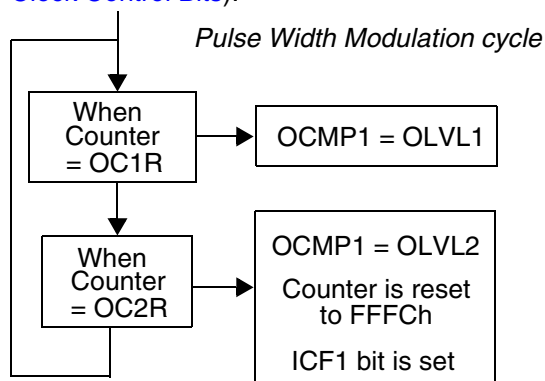 Clock Control Bits).
Pulse Width Modulation cycle
When
Counter
= OC1R
OCMP1 = OLVL1
When
Counter
= OC2R
OCMP1 = OLVL2
Counter is reset
to FFFCh
ICF1 bit is set